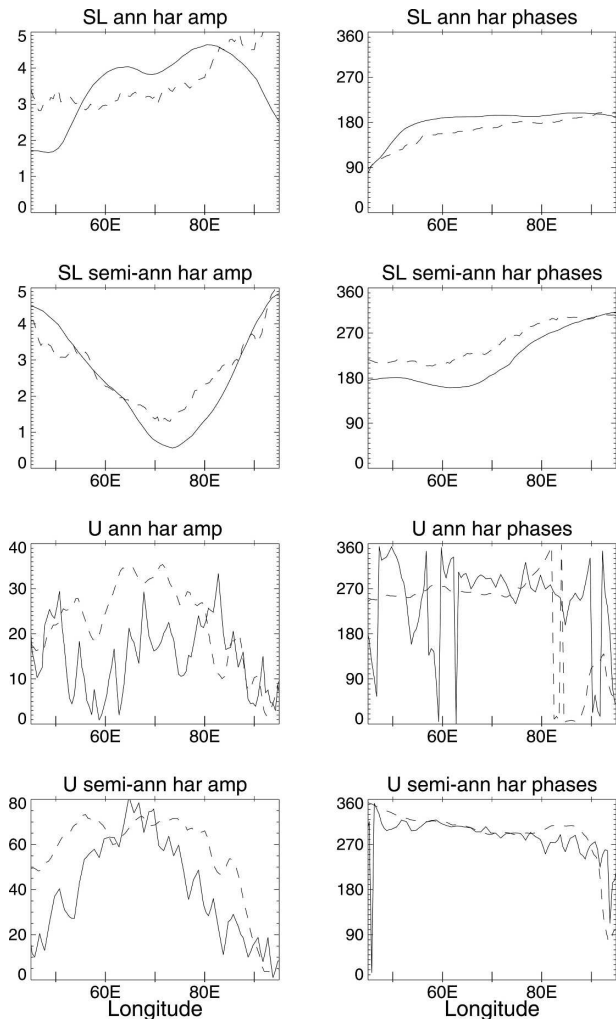 SL ann har amp
5
4
3
2
1
0
60E 80E
SL ann har phases
360
270
180
90
0
60E 80E
SL semi-ann har amp
5
4
3
2
1
0
60E 80E
SL semi-ann har phases
360
270
180
90
0
60E 80E
U ann har amp
40
30
20
10
0
60E 80E
U ann har phases
360
270
180
90
0
60E 80E
U semi-ann har amp
80
60
40
20
0
60E 80E
Longitude
U semi-ann har phases
360
270
180
90
0
60E 80E
Longitude